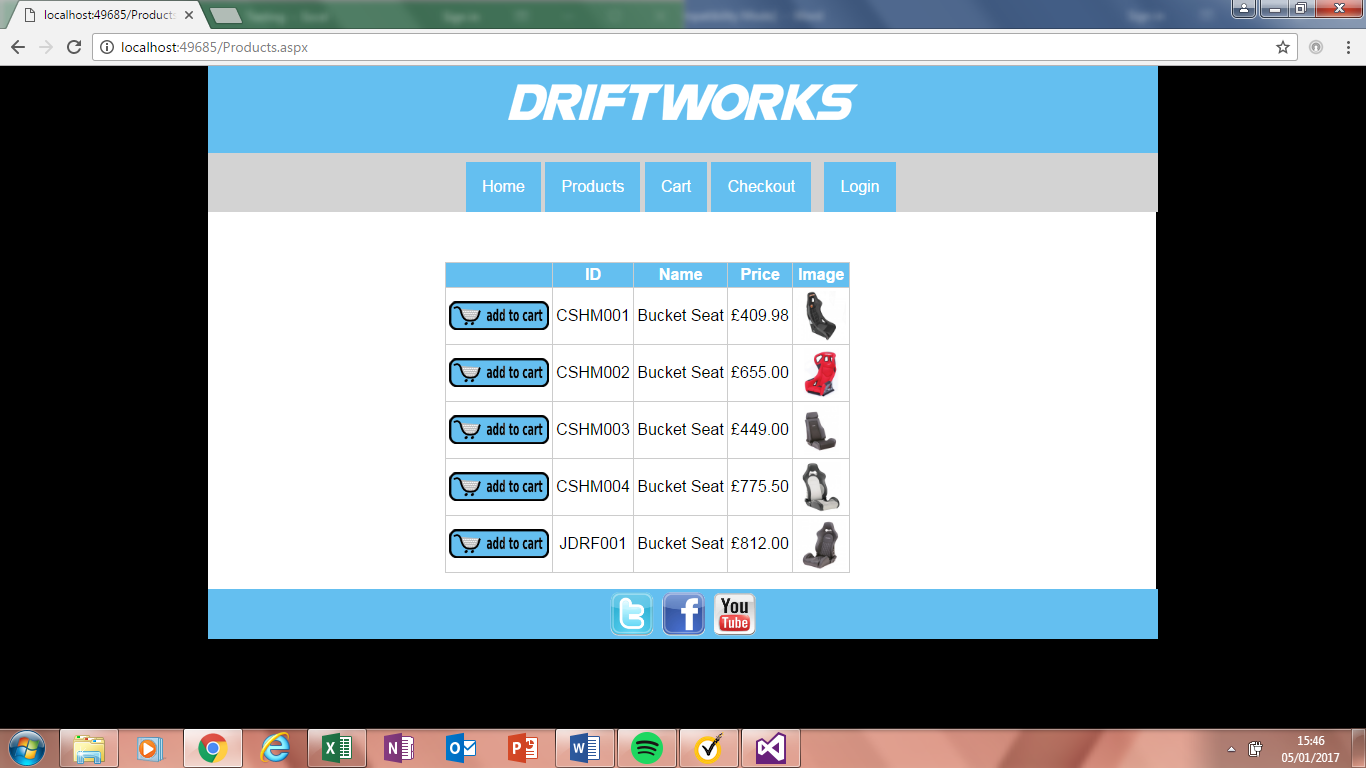 localhost:49685/Products
localhost:49685/Products.aspx
DRIFTWORKS
Home Products Cart Checkout Login
ID Name Price Image
add to cart CSHM001 Bucket Seat £409.98
add to cart CSHM002 Bucket Seat £655.00
add to cart CSHM003 Bucket Seat £449.00
add to cart CSHM004 Bucket Seat £775.50
add to cart JDRF001 Bucket Seat £812.00
You
Tube
15:46
05/01/2017